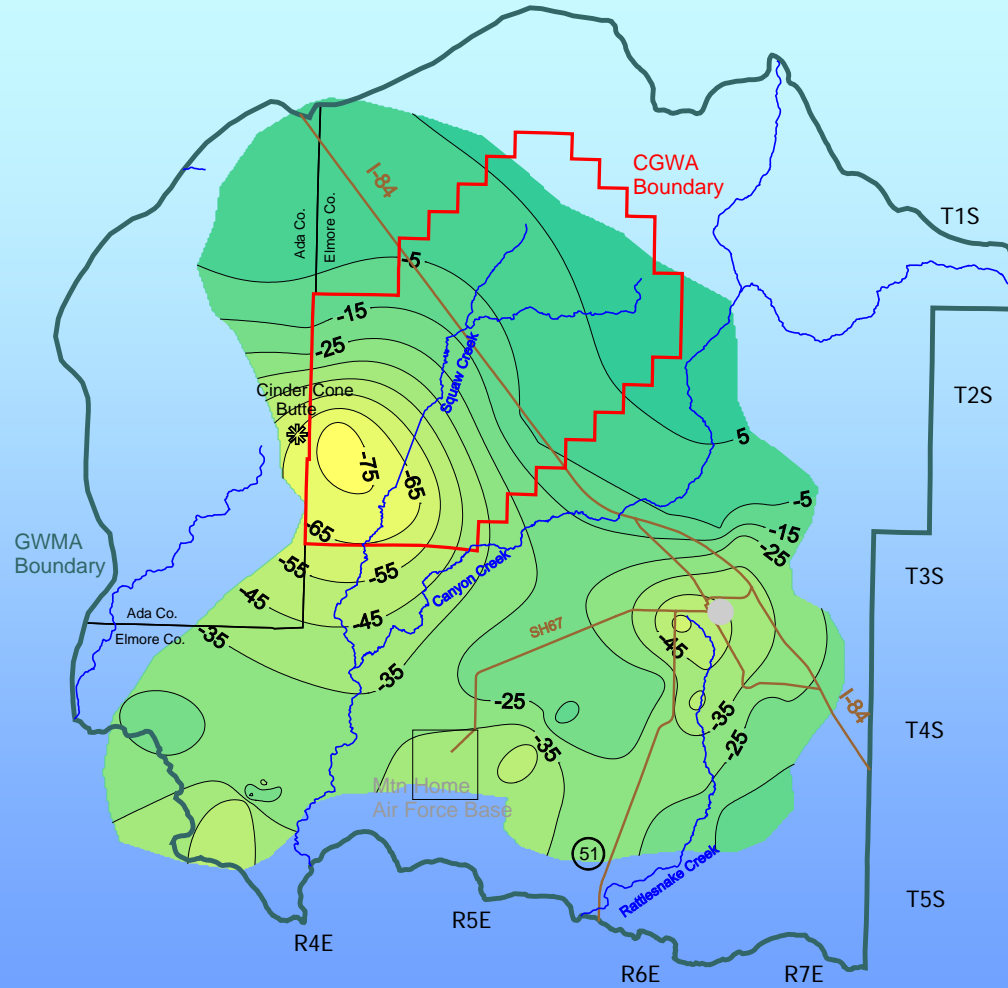 I-84
CGWA
Boundary
Ada Co.
Elmore Co.
T1S
-5
-15
-25
Squaw Creek
Cinder Cone
Butte
T2S
5
-75
-65
-5
-65
-15
-25
GWMA
Boundary
-55
-55
Canyon Creek
T3S
-45
Ada Co.
Elmore Co.
-35
-45
SH67
-45
-35
-25
-35
I-84
-35
-25
T4S
Mtn Home
Air Force Base
51
Rattlesnake Creek
T5S
R4E
R5E
R6E
R7E